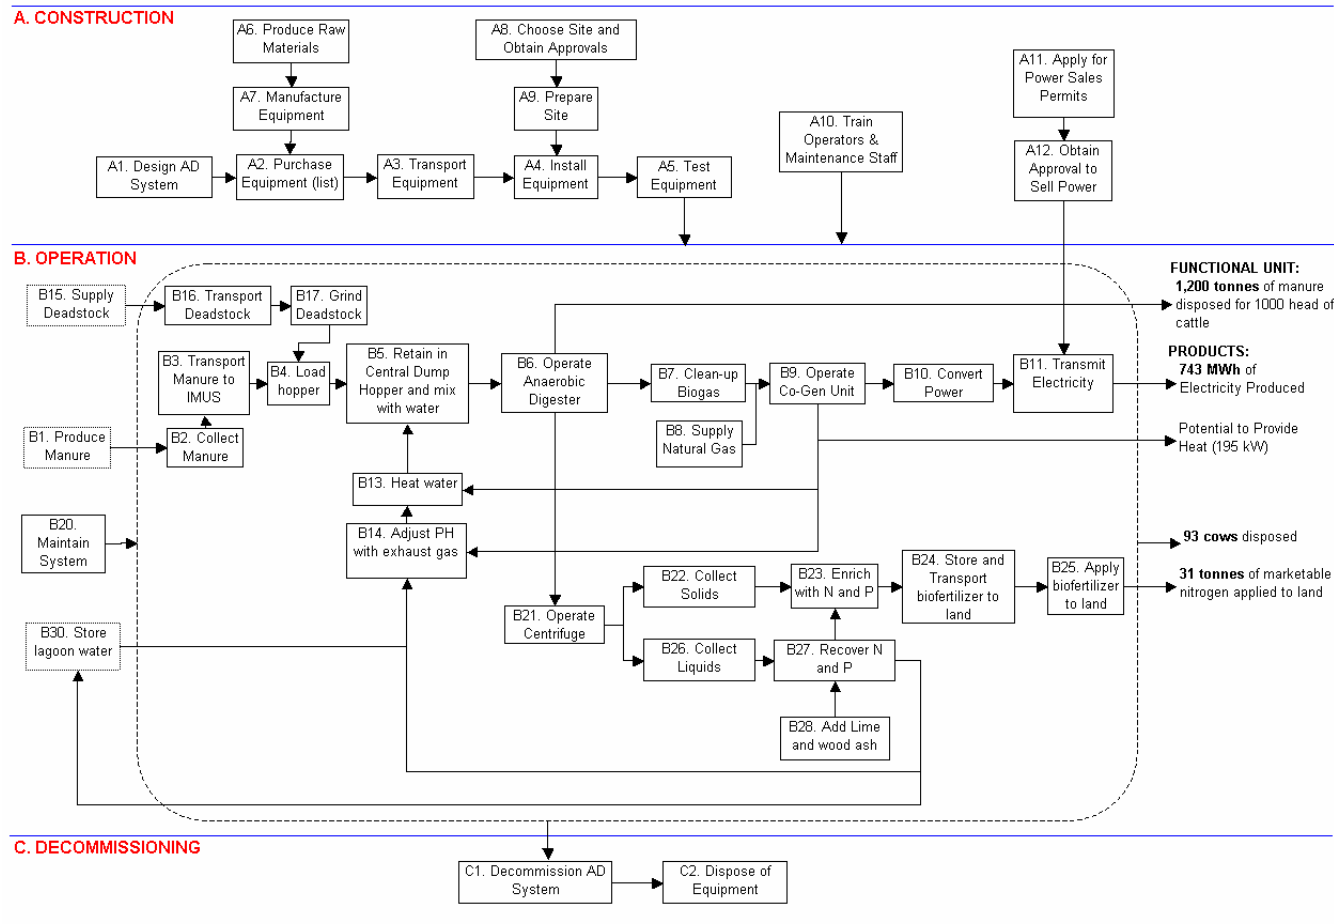 A. CONSTRUCTION
A6. Produce Raw
Materials
A8. Choose Site and
Obtain Approvals
A11. Apply for
Power Sales
Permits
A7. Manufacture
Equipment
A9. Prepare
Site
A10. Train
Operators &
Maintenance Staff
A1. Design AD
System
A2. Purchase
Equipment (list)
A3. Transport
Equipment
A4. Install
Equipment
A5. Test
Equipment
A12. Obtain
Approval to
Sell Power
B. OPERATION
B15. Supply
Deadstock
B16. Transport
Deadstock
B17. Grind
Deadstock
FUNCTIONAL UNIT:
1,200 tonnes of manure
disposed for 1000 head of
cattle
B3. Transport
Manure to
IMUS
B4. Load
hopper
B5. Retain in
Central Dump
Hopper and mix
with water
B6. Operate
Anaerobic
Digester
B7. Clean-up
Biogas
B9. Operate
Co-Gen Unit
B10. Convert
Power
B11. Transmit
Electricity
PRODUCTS:
743 MWh of
Electricity Produced
B1. Produce
Manure
B2. Collect
Manure
B8. Supply
Natural Gas
Potential to Provide
Heat (195 kW)
B13. Heat water
B20.
Maintain
System
B14. Adjust PH
with exhaust gas
93 cows disposed
B22. Collect
Solids
B23. Enrich
with N and P
B24. Store and
Transport
biofertilizer to
land
B25. Apply
biofertilizer
to land
31 tonnes of marketable
nitrogen applied to land
B21. Operate
Centrifuge
B30. Store
lagoon water
B26. Collect
Liquids
B27. Recover N
and P
B28. Add Lime
and wood ash
C. DECOMMISSIONING
C1. Decommission AD
System
C2. Dispose of
Equipment